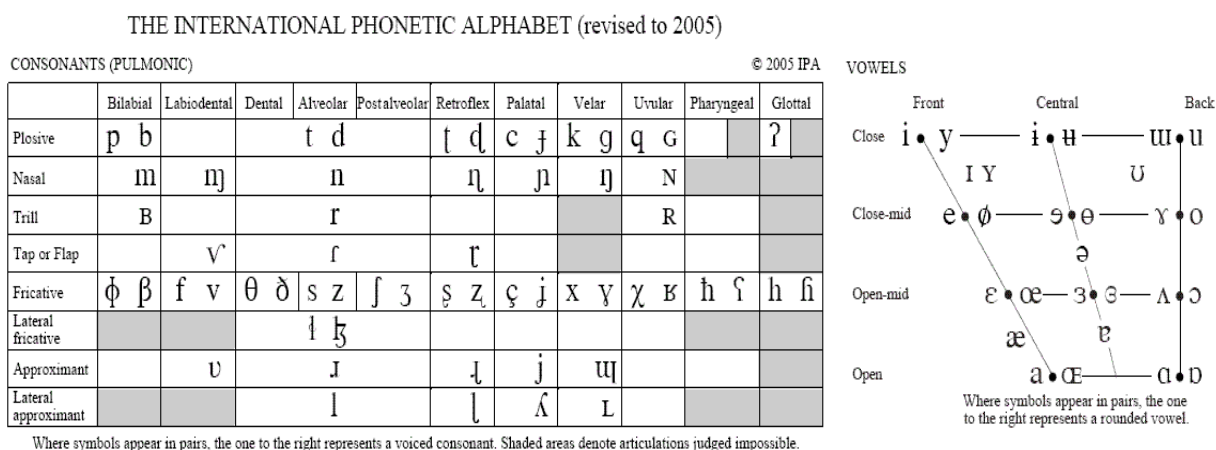 THE INTERNATIONAL PHONETIC ALPHABET (revised to 2005)
CONSONANTS (PULMONIC) © 2005 IPA
Bilabial Labiodental Dental Alveolar Postalveolar Retroflex Palatal Velar Uvular Pharyngeal Glottal
Plosive p b t d ʈ ɖ c ɟ k ɡ q ɢ ʔ
Nasal m ɱ n ɳ ɲ ŋ ɴ
Trill ʙ r ʀ
Tap or Flap ⱱ ɾ ɽ
Fricative ɸ β f v θ ð s z ʃ ʒ ʂ ʐ ç ʝ x ɣ χ ʁ ħ ʕ h ɦ
Lateral
fricative ɬ ɮ
Approximant ʋ ɹ ɻ j ɰ
Lateral
approximant l ɭ ʎ ʟ
Where symbols appear in pairs, the one to the right represents a voiced consonant. Shaded areas denote articulations judged impossible.
VOWELS
Front Central Back
Close i y ɨ ʉ ɯ u
ɪ ʏ ʊ
Close-mid e ø ɘ ɵ ɤ o
ə
Open-mid ɛ œ ɜ ɞ ʌ ɔ
æ ɐ
Open a ɶ ɑ ɒ
Where symbols appear in pairs, the one
to the right represents a rounded vowel.